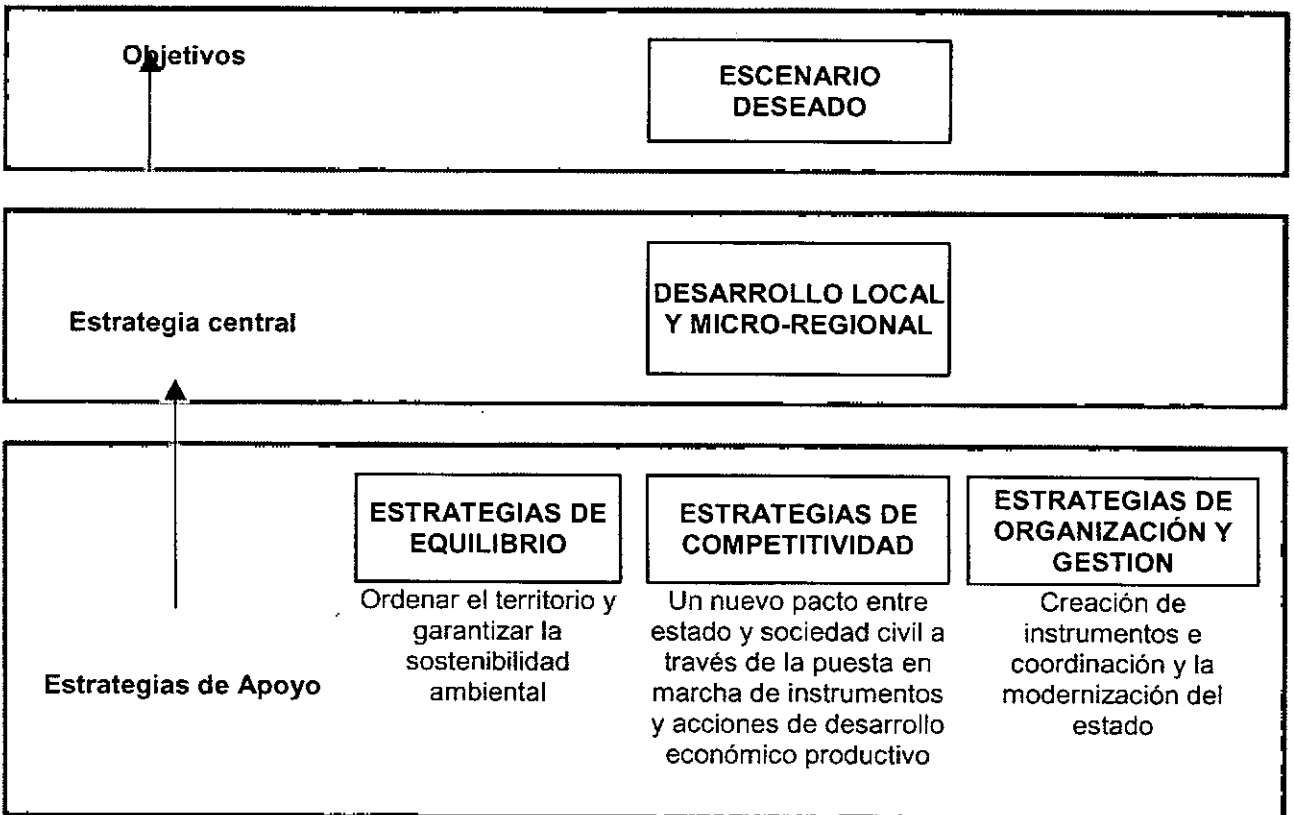 Objetivos
ESCENARIO
DESEADO
Estrategia central
DESARROLLO LOCAL
Y MICRO-REGIONAL
Estrategias de Apoyo
ESTRATEGIAS DE
EQUILIBRIO
Ordenar el territorio y
garantizar la
sostenibilidad
ambiental
ESTRATEGIAS DE
COMPETITIVIDAD
Un nuevo pacto entre
estado y sociedad civil a
través de la puesta en
marcha de instrumentos
y acciones de desarrollo
económico productivo
ESTRATEGIAS DE
ORGANIZACIÓN Y
GESTION
Creación de
instrumentos e
coordinación y la
modernización del
estado